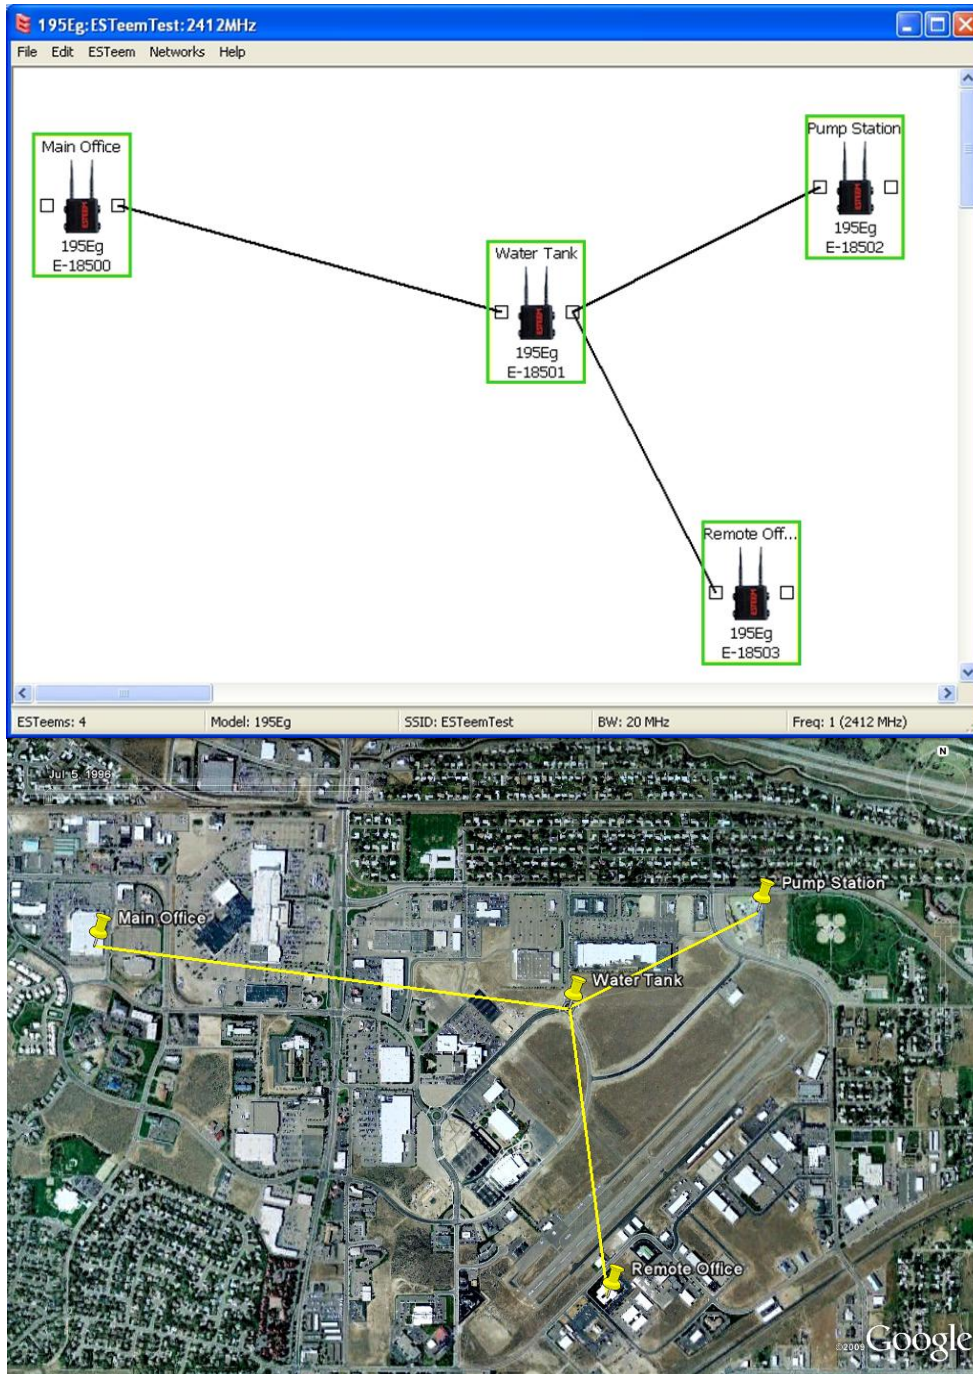 195Eg:ESTeemTest:2412MHz
File Edit ESTeem Networks Help
Main Office
195Eg
E-18500
Pump Station
195Eg
E-18502
Water Tank
195Eg
E-18501
Remote Off...
195Eg
E-18503
ESTeems: 4 Model: 195Eg SSID: ESTeemTest BW: 20 MHz Freq: 1 (2412 MHz)
Jul 5, 1996
N
Pump Station
Main Office
Water Tank
Remote Office
©2009 Google